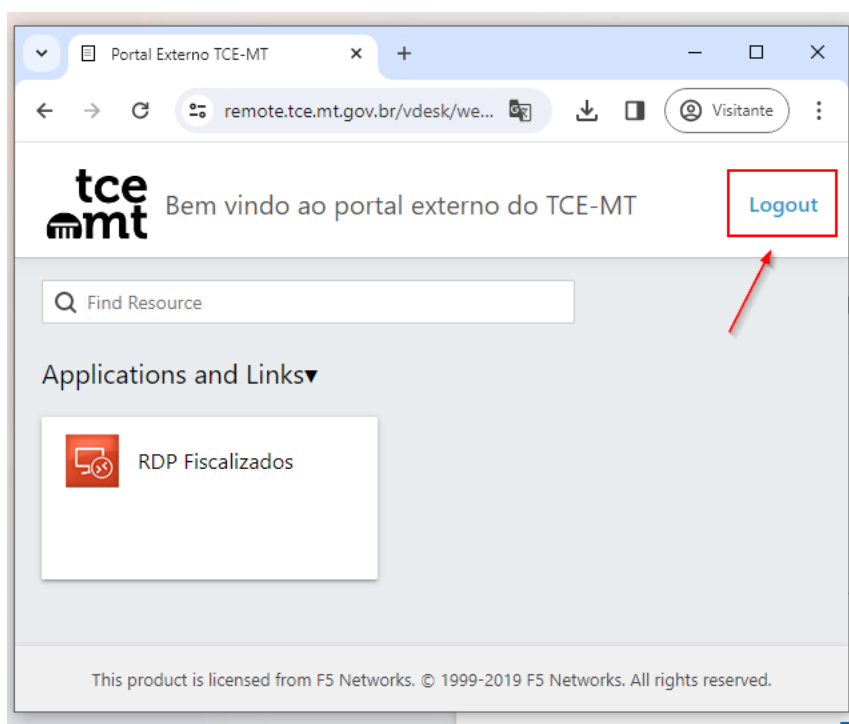 Portal Externo TCE-MT
remote.tce.mt.gov.br/vdesk/we...
Visitante
tce
mt
Bem vindo ao portal externo do TCE-MT
Logout
Find Resource
Applications and Links▾
RDP Fiscalizados
This product is licensed from F5 Networks. © 1999-2019 F5 Networks. All rights reserved.